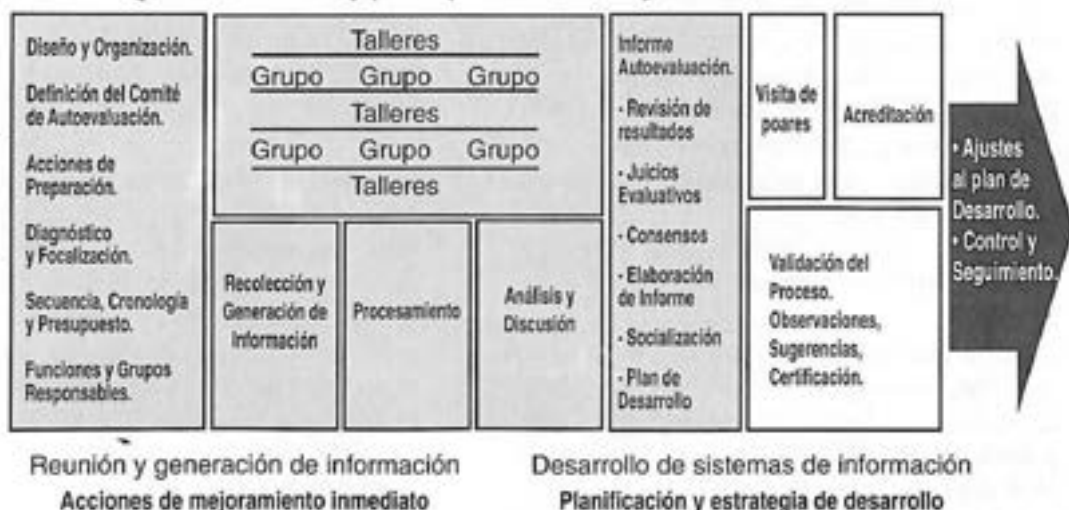 Diseño y Organización.
Definición del Comité
de Autoevaluación.
Acciones de
Preparación.
Diagnóstico
y Focalización.
Secuencia, Cronología
y Presupuesto.
Funciones y Grupos
Responsables.
Talleres
Grupo Grupo Grupo
Talleres
Grupo Grupo Grupo
Talleres
Recolección y
Generación de
Información
Procesamiento
Análisis y
Discusión
Informe
Autoevaluación.
- Revisión de
resultados
- Juicios
Evaluativos
- Consensos
- Elaboración
de Informe
- Socialización
- Plan de
Desarrollo
Visita de
poares
Acreditación
Validación del
Proceso.
Observaciones,
Sugerencias,
Certificación.
• Ajustes
al plan de
Desarrollo.
• Control y
Seguimiento.
Reunión y generación de información
Acciones de mejoramiento inmediato
Desarrollo de sistemas de información
Planificación y estrategia de desarrollo